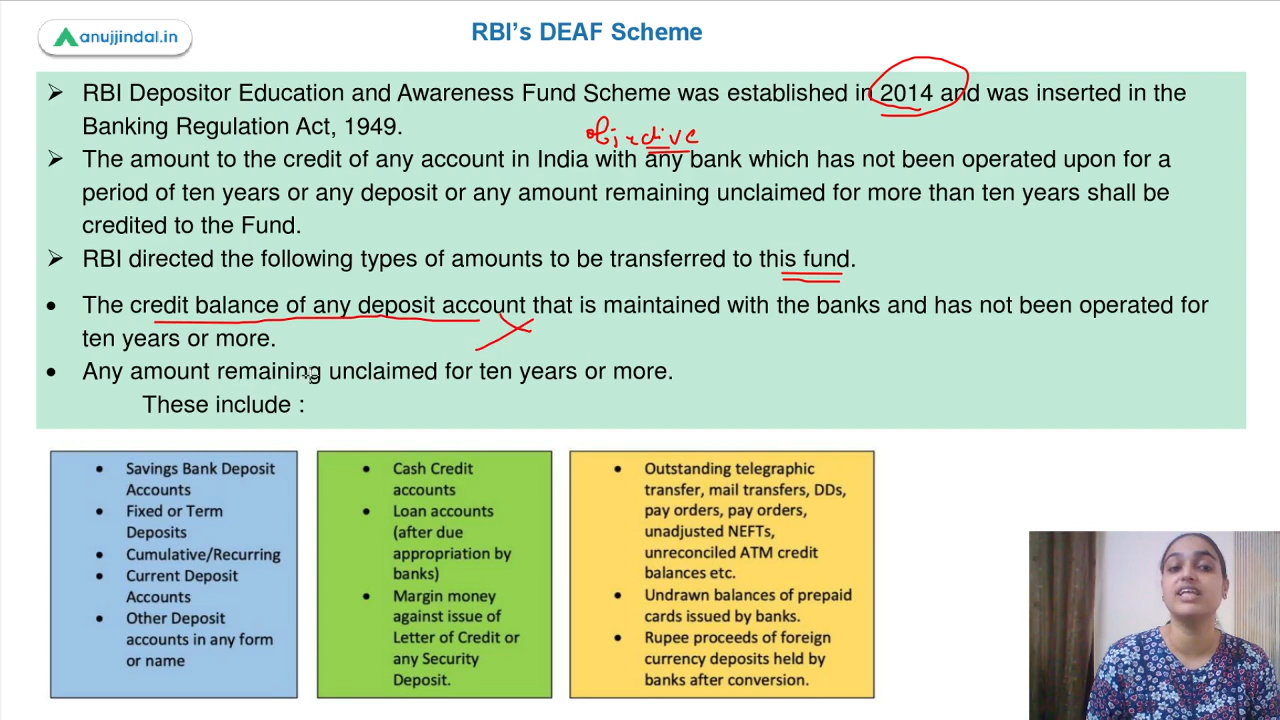 anujjindal.in
RBI's DEAF Scheme
➢ RBI Depositor Education and Awareness Fund Scheme was established in 2014 and was inserted in the
Banking Regulation Act, 1949.
objective
➢ The amount to the credit of any account in India with any bank which has not been operated upon for a
period of ten years or any deposit or any amount remaining unclaimed for more than ten years shall be
credited to the Fund.
➢ RBI directed the following types of amounts to be transferred to this fund.
• The credit balance of any deposit account that is maintained with the banks and has not been operated for
ten years or more.
• Any amount remaining unclaimed for ten years or more.
These include :
• Savings Bank Deposit
Accounts
• Fixed or Term
Deposits
• Cumulative/Recurring
• Current Deposit
Accounts
• Other Deposit
accounts in any form
or name
• Cash Credit
accounts
• Loan accounts
(after due
appropriation by
banks)
• Margin money
against issue of
Letter of Credit or
any Security
Deposit.
• Outstanding telegraphic
transfer, mail transfers, DDs,
pay orders, pay orders,
unadjusted NEFTs,
unreconciled ATM credit
balances etc.
• Undrawn balances of prepaid
cards issued by banks.
• Rupee proceeds of foreign
currency deposits held by
banks after conversion.